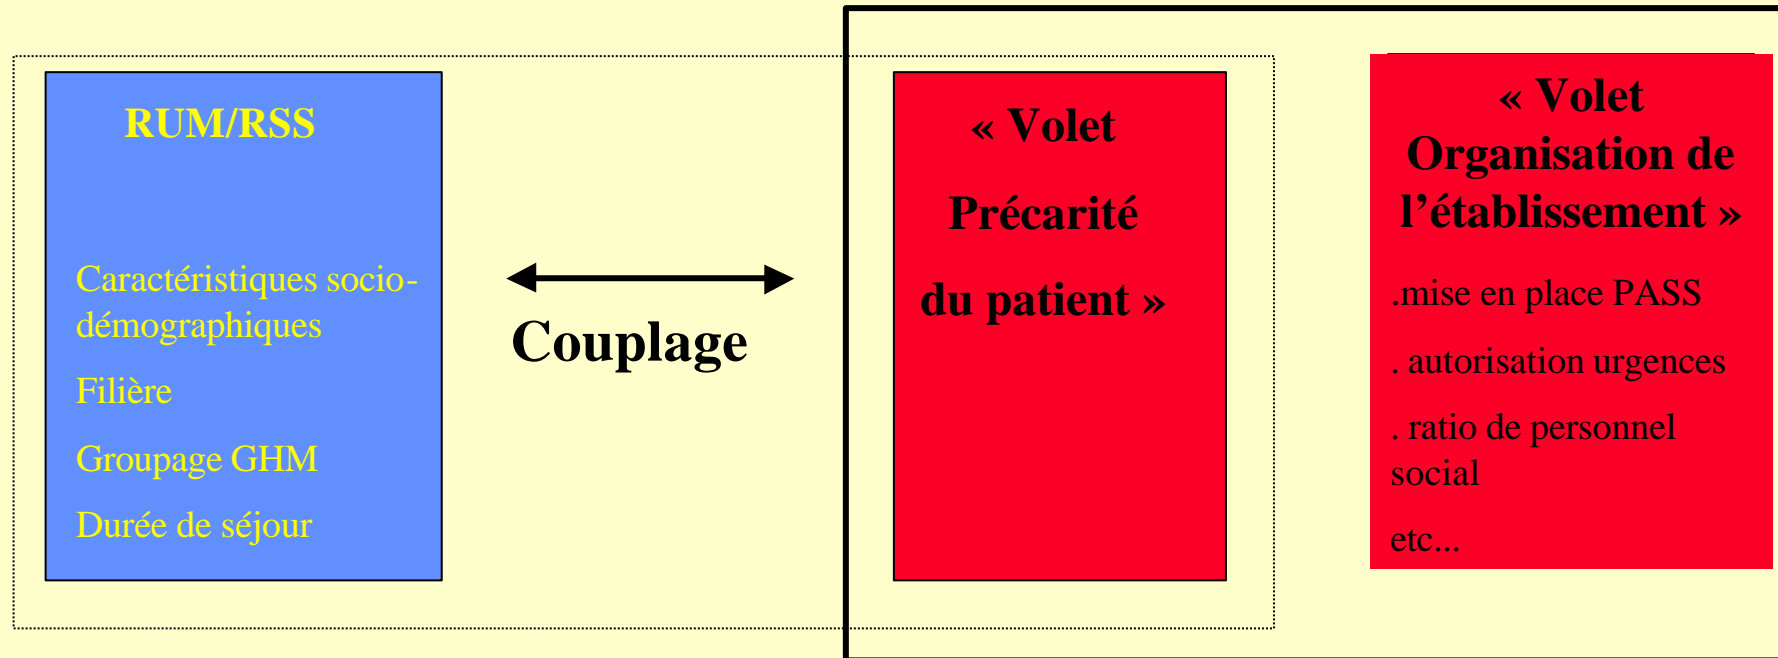 RUM/RSS
Caractéristiques socio-
démographiques
Filière
Groupage GHM
Durée de séjour
Couplage
« Volet
Précarité
du patient »
« Volet
Organisation de
l’établissement »
.mise en place PASS
. autorisation urgences
. ratio de personnel
social
etc...